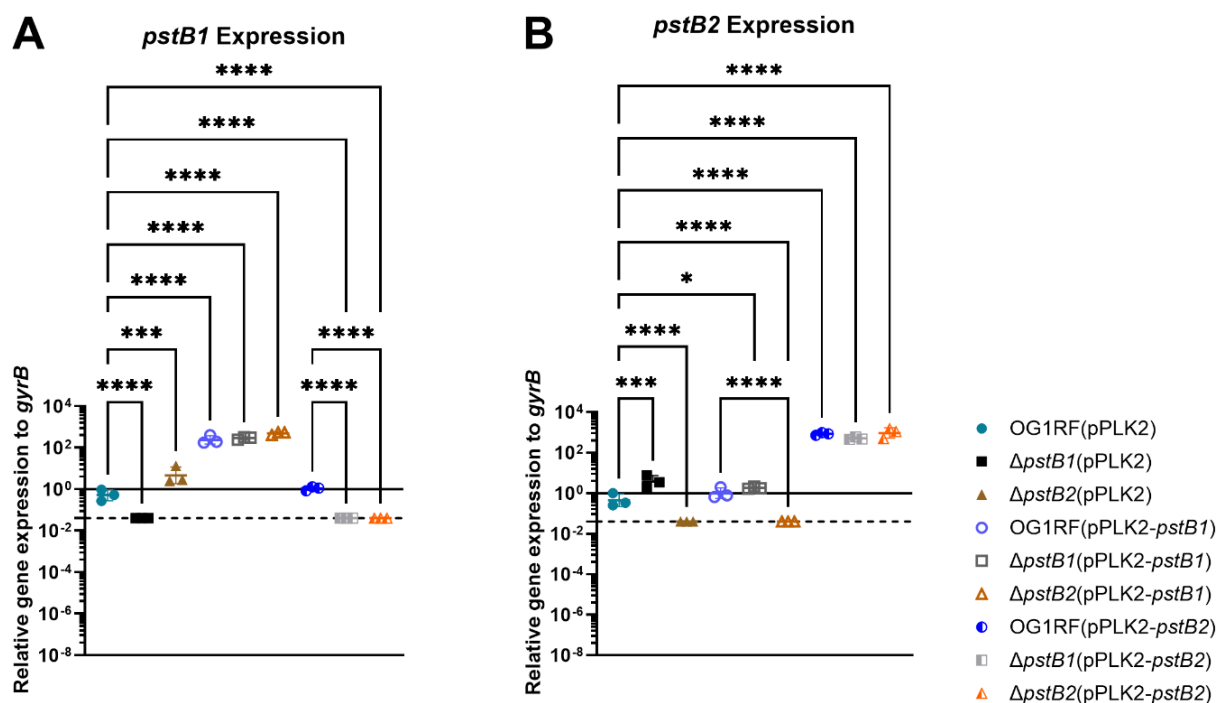 A
pstB1 Expression
****
****
****
****
****
*** ****
**** ****
Relative gene expression to gyrB
10^4
10^2
10^0
10^-2
10^-4
10^-6
10^-8
B
pstB2 Expression
****
****
****
****
*
****
*** ****
Relative gene expression to gyrB
10^4
10^2
10^0
10^-2
10^-4
10^-6
10^-8
OG1RF(pPLK2)
ΔpstB1(pPLK2)
ΔpstB2(pPLK2)
OG1RF(pPLK2-pstB1)
ΔpstB1(pPLK2-pstB1)
ΔpstB2(pPLK2-pstB1)
OG1RF(pPLK2-pstB2)
ΔpstB1(pPLK2-pstB2)
ΔpstB2(pPLK2-pstB2)